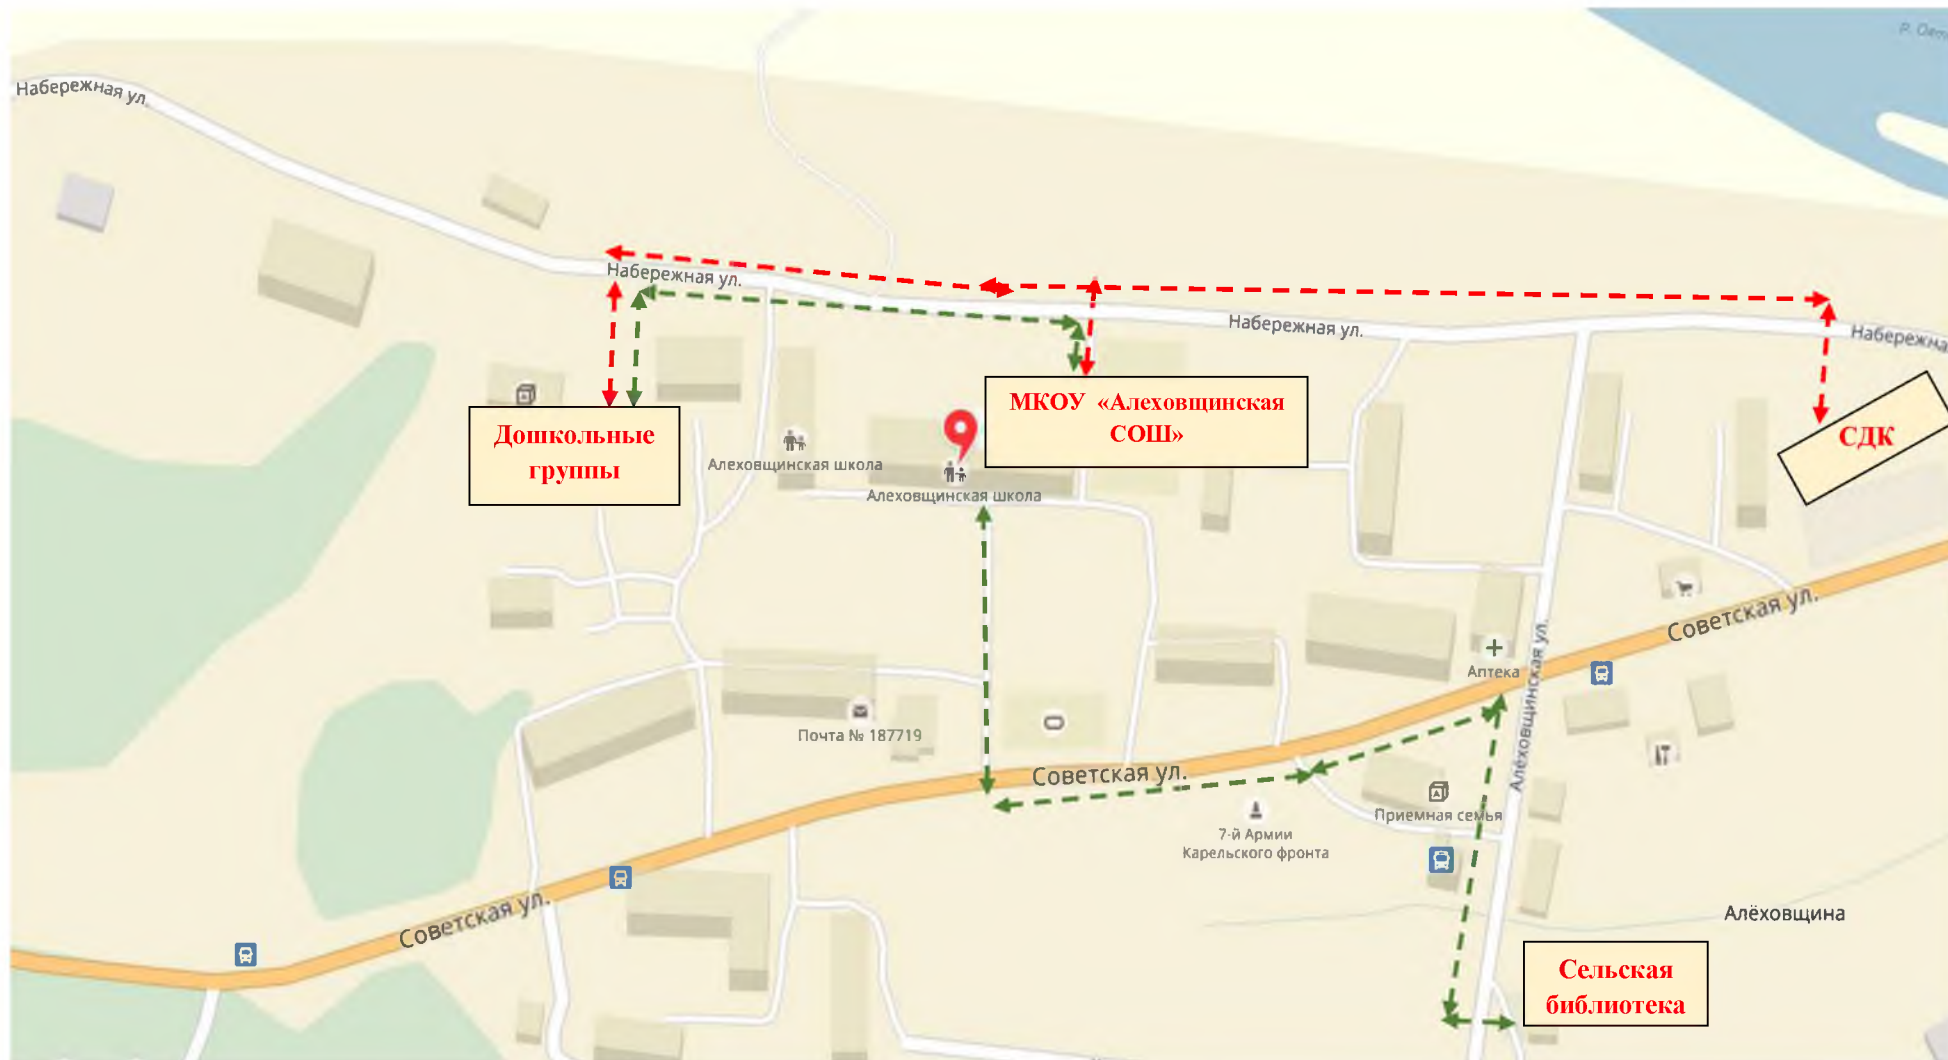 Р. Оять
Набережная ул.
Набережная ул.
Набережная ул.
Набережна
МКОУ «Алеховщинская
СОШ»
Дошкольные
группы
СДК
Алеховщинская школа
Алеховщинская школа
Советская ул.
Алёховщинская ул.
Аптека
Почта № 187719
Советская ул.
Приемная семья
7-й Армии
Карельского фронта
Советская ул.
Алёховщина
Сельская
библиотека